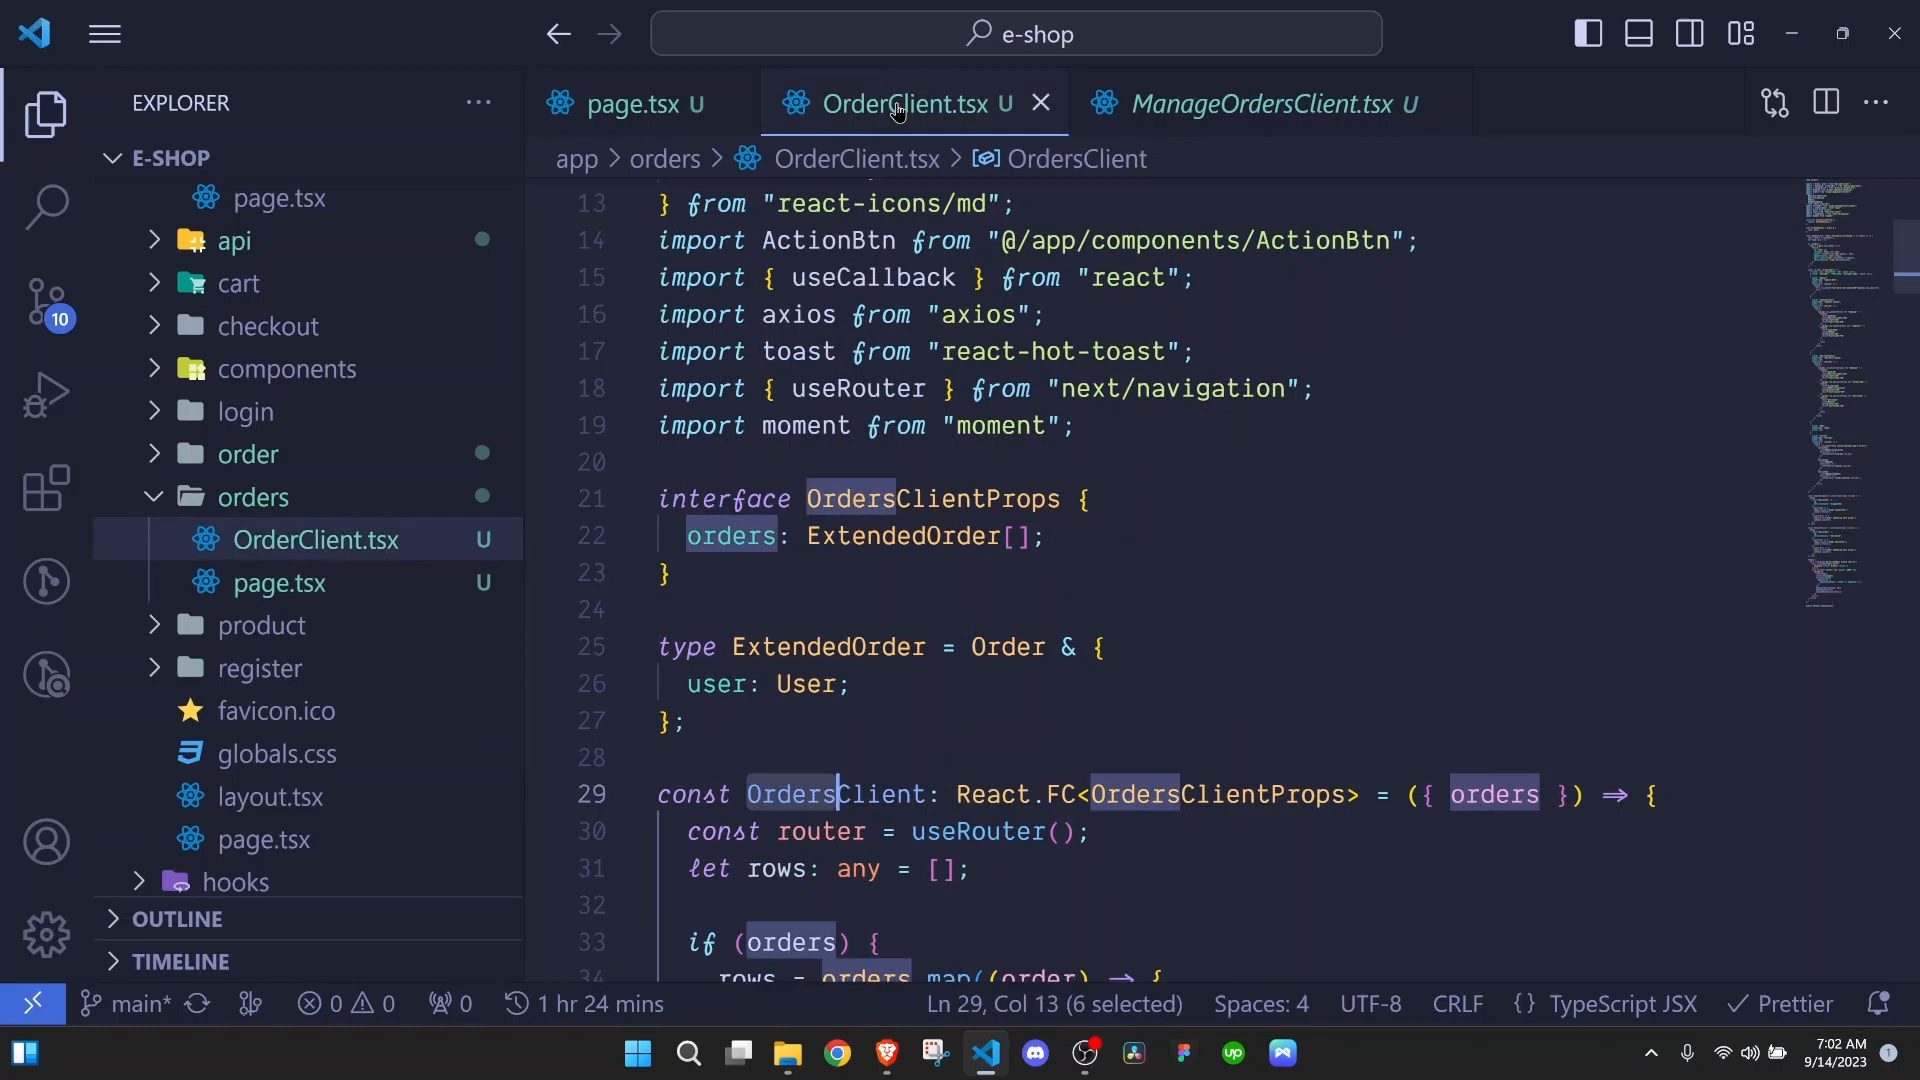 e-shop
EXPLORER
page.tsx U
OrderClient.tsx U
ManageOrdersClient.tsx U
E-SHOP
app > orders > OrderClient.tsx > OrdersClient
page.tsx
api
cart
checkout
components
login
order
orders
OrderClient.tsx U
page.tsx U
product
register
favicon.ico
globals.css
layout.tsx
page.tsx
hooks
OUTLINE
TIMELINE
10
13 } from "react-icons/md";
14 import ActionBtn from "@/app/components/ActionBtn";
15 import { useCallback } from "react";
16 import axios from "axios";
17 import toast from "react-hot-toast";
18 import { useRouter } from "next/navigation";
19 import moment from "moment";
20
21 interface OrdersClientProps {
22 orders: ExtendedOrder[];
23 }
24
25 type ExtendedOrder = Order & {
26 user: User;
27 };
28
29 const OrdersClient: React.FC<OrdersClientProps> = ({ orders }) => {
30 const router = useRouter();
31 let rows: any = [];
32
33 if (orders) {
34 rows = orders.map((order) => {
main* 0 0 0 1 hr 24 mins Ln 29, Col 13 (6 selected) Spaces: 4 UTF-8 CRLF {} TypeScript JSX Prettier
up
7:02 AM
9/14/2023
1